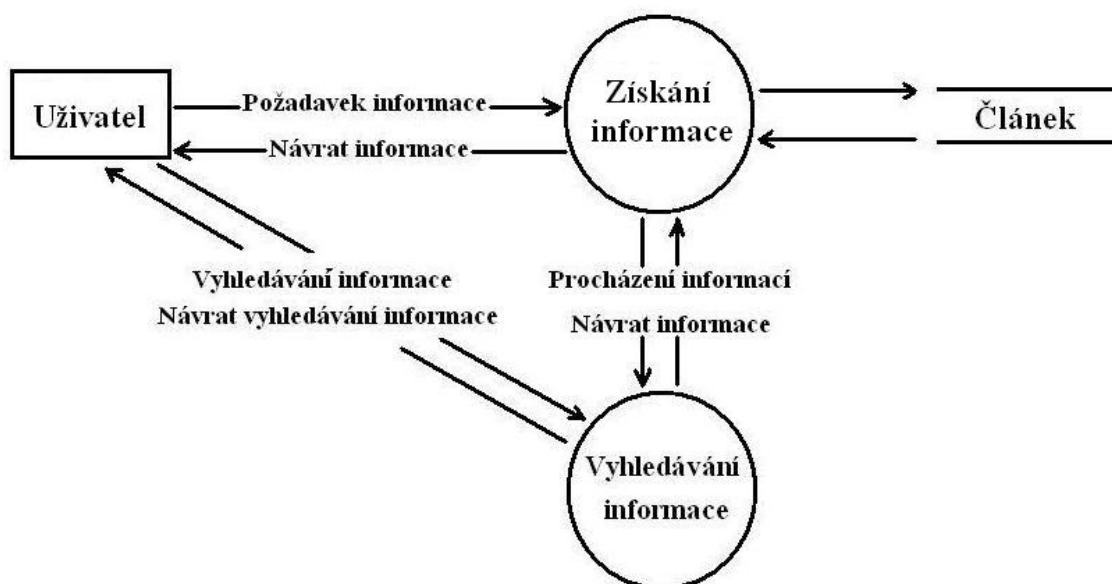 Uživatel
Požadavek informace
Návrat informace
Získání
informace
Článek
Vyhledávání informace
Návrat vyhledávání informace
Procházení informací
Návrat informace
Vyhledávání
informace